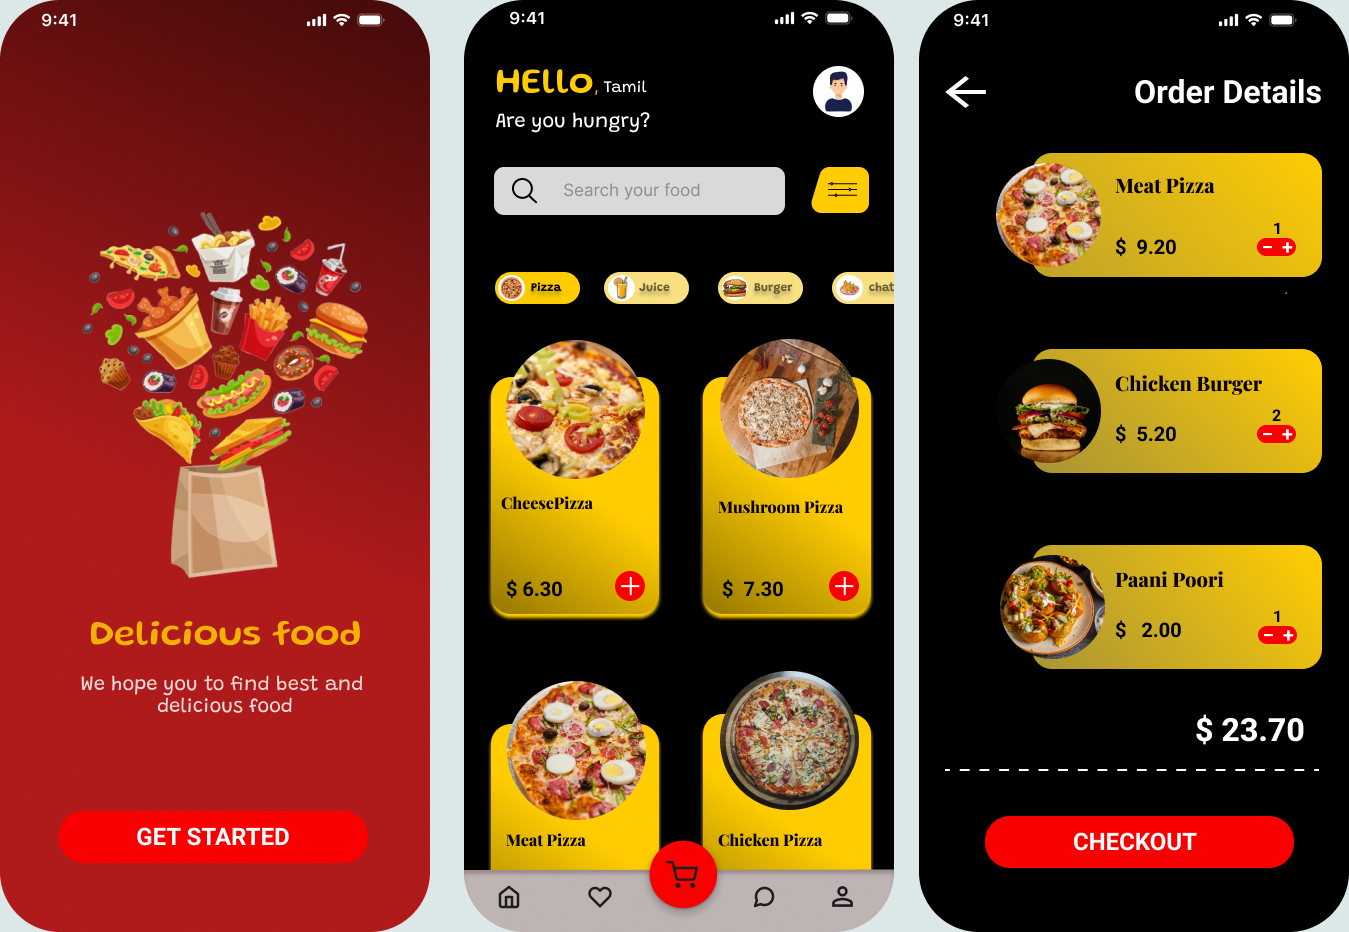 9:41
Delicious food
We hope you to find best and
delicious food
GET STARTED
9:41
HEllo, Tamil
Are you hungry?
Search your food
Pizza
Juice
Burger
chat
CheesePizza
Mushroom Pizza
$ 6.30
$ 7.30
Meat Pizza
Chicken Pizza
9:41
Order Details
Meat Pizza
1
$ 9.20
Chicken Burger
2
$ 5.20
Paani Poori
1
$ 2.00
$ 23.70
CHECKOUT